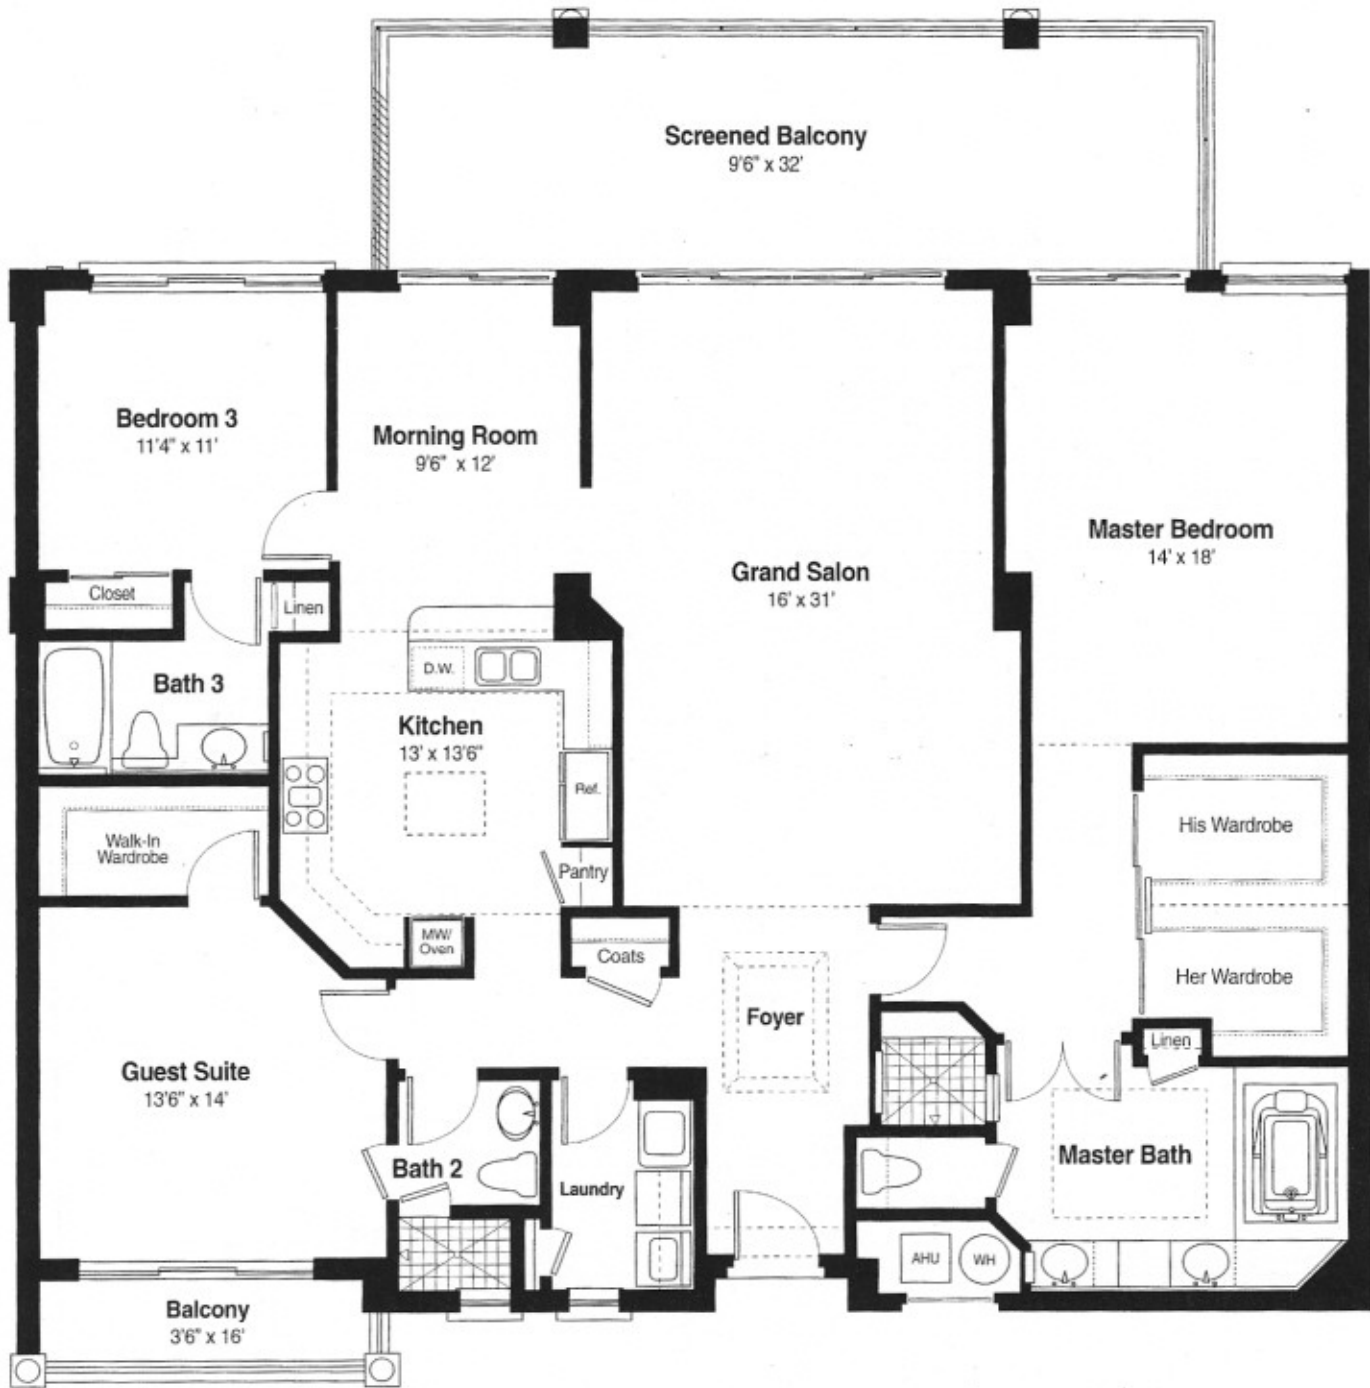 Screened Balcony
9'6" x 32'
Bedroom 3
11'4" x 11'
Morning Room
9'6" x 12'
Grand Salon
16' x 31'
Master Bedroom
14' x 18'
Closet
Linen
Bath 3
D.W.
Kitchen
13' x 13'6"
Ref.
Walk-In
Wardrobe
Pantry
His Wardrobe
MW/
Oven
Coats
Her Wardrobe
Foyer
Linen
Guest Suite
13'6" x 14'
Bath 2
Laundry
Master Bath
AHU
WH
Balcony
3'6" x 16'